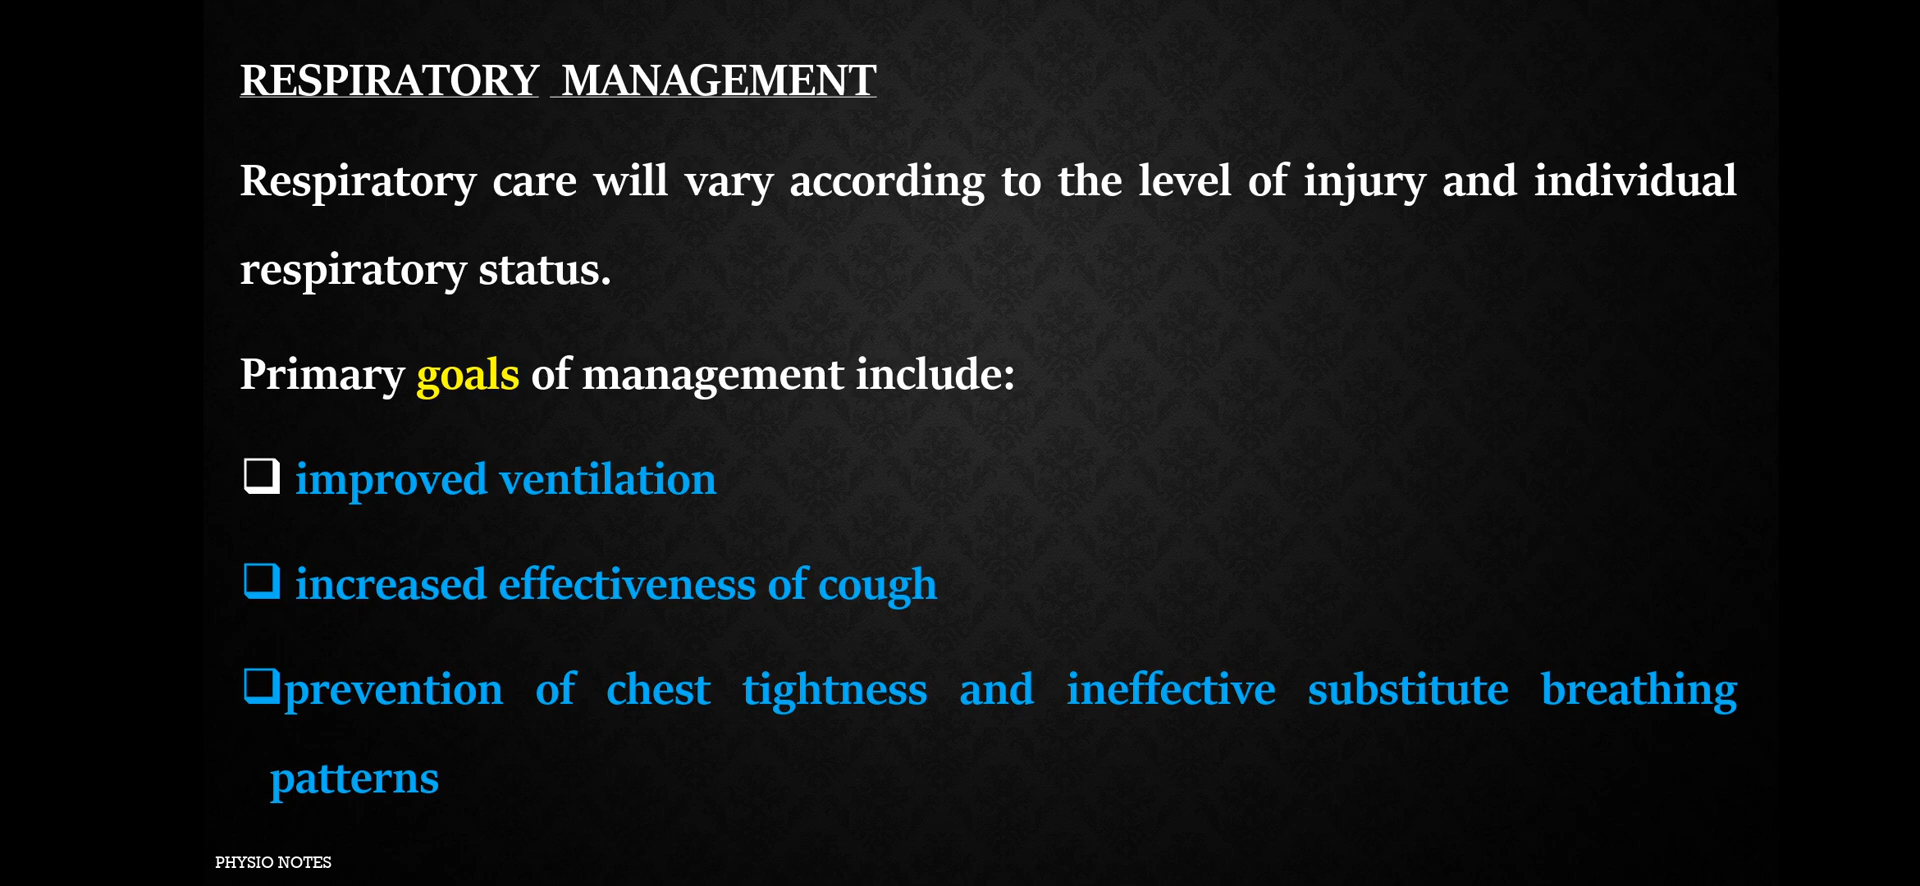 RESPIRATORY MANAGEMENT
Respiratory care will vary according to the level of injury and individual
respiratory status.
Primary goals of management include:
❑ improved ventilation
❑ increased effectiveness of cough
❑prevention of chest tightness and ineffective substitute breathing
patterns
PHYSIO NOTES